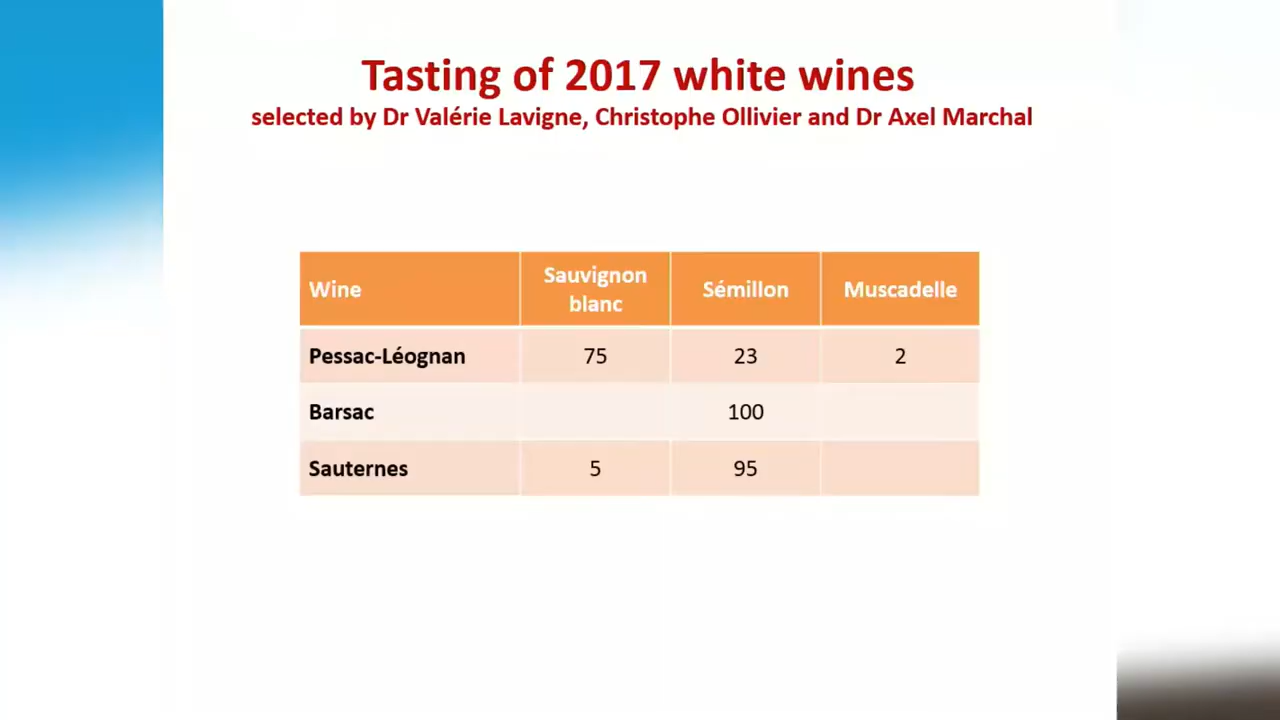 Tasting of 2017 white wines
selected by Dr Valérie Lavigne, Christophe Ollivier and Dr Axel Marchal
Wine Sauvignon blanc Sémillon Muscadelle
Pessac-Léognan 75 23 2
Barsac 100
Sauternes 5 95